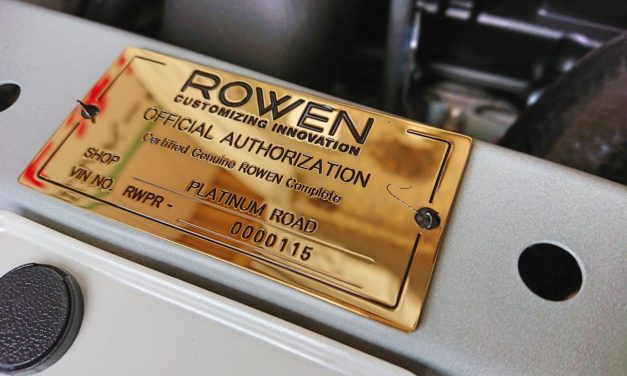 ROWEN
CUSTOMIZING INNOVATION
OFFICIAL AUTHORIZATION
Certified Genuine ROWEN Complete
SHOP PLATINUM ROAD
VIN NO. RWPR - 0000115